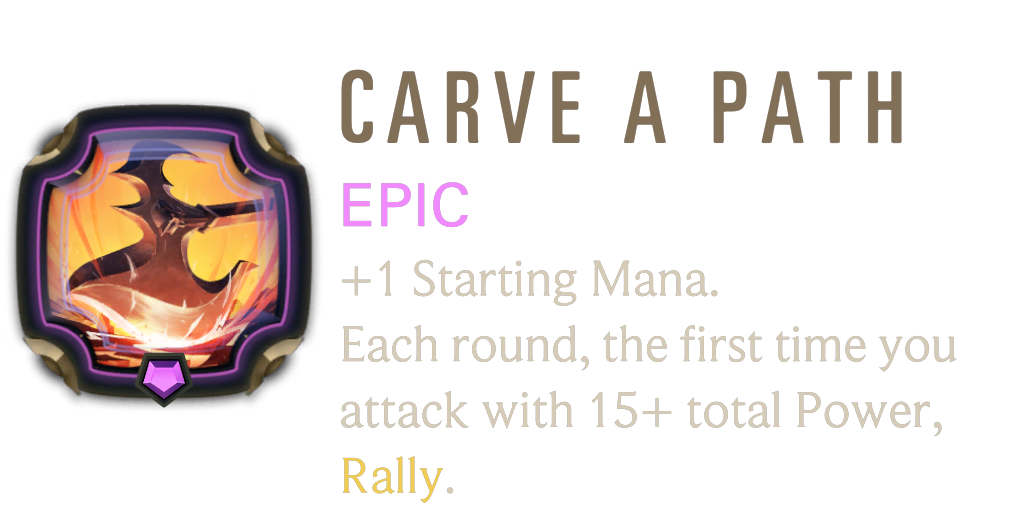 CARVE A PATH
EPIC
+1 Starting Mana.
Each round, the first time you
attack with 15+ total Power,
Rally.